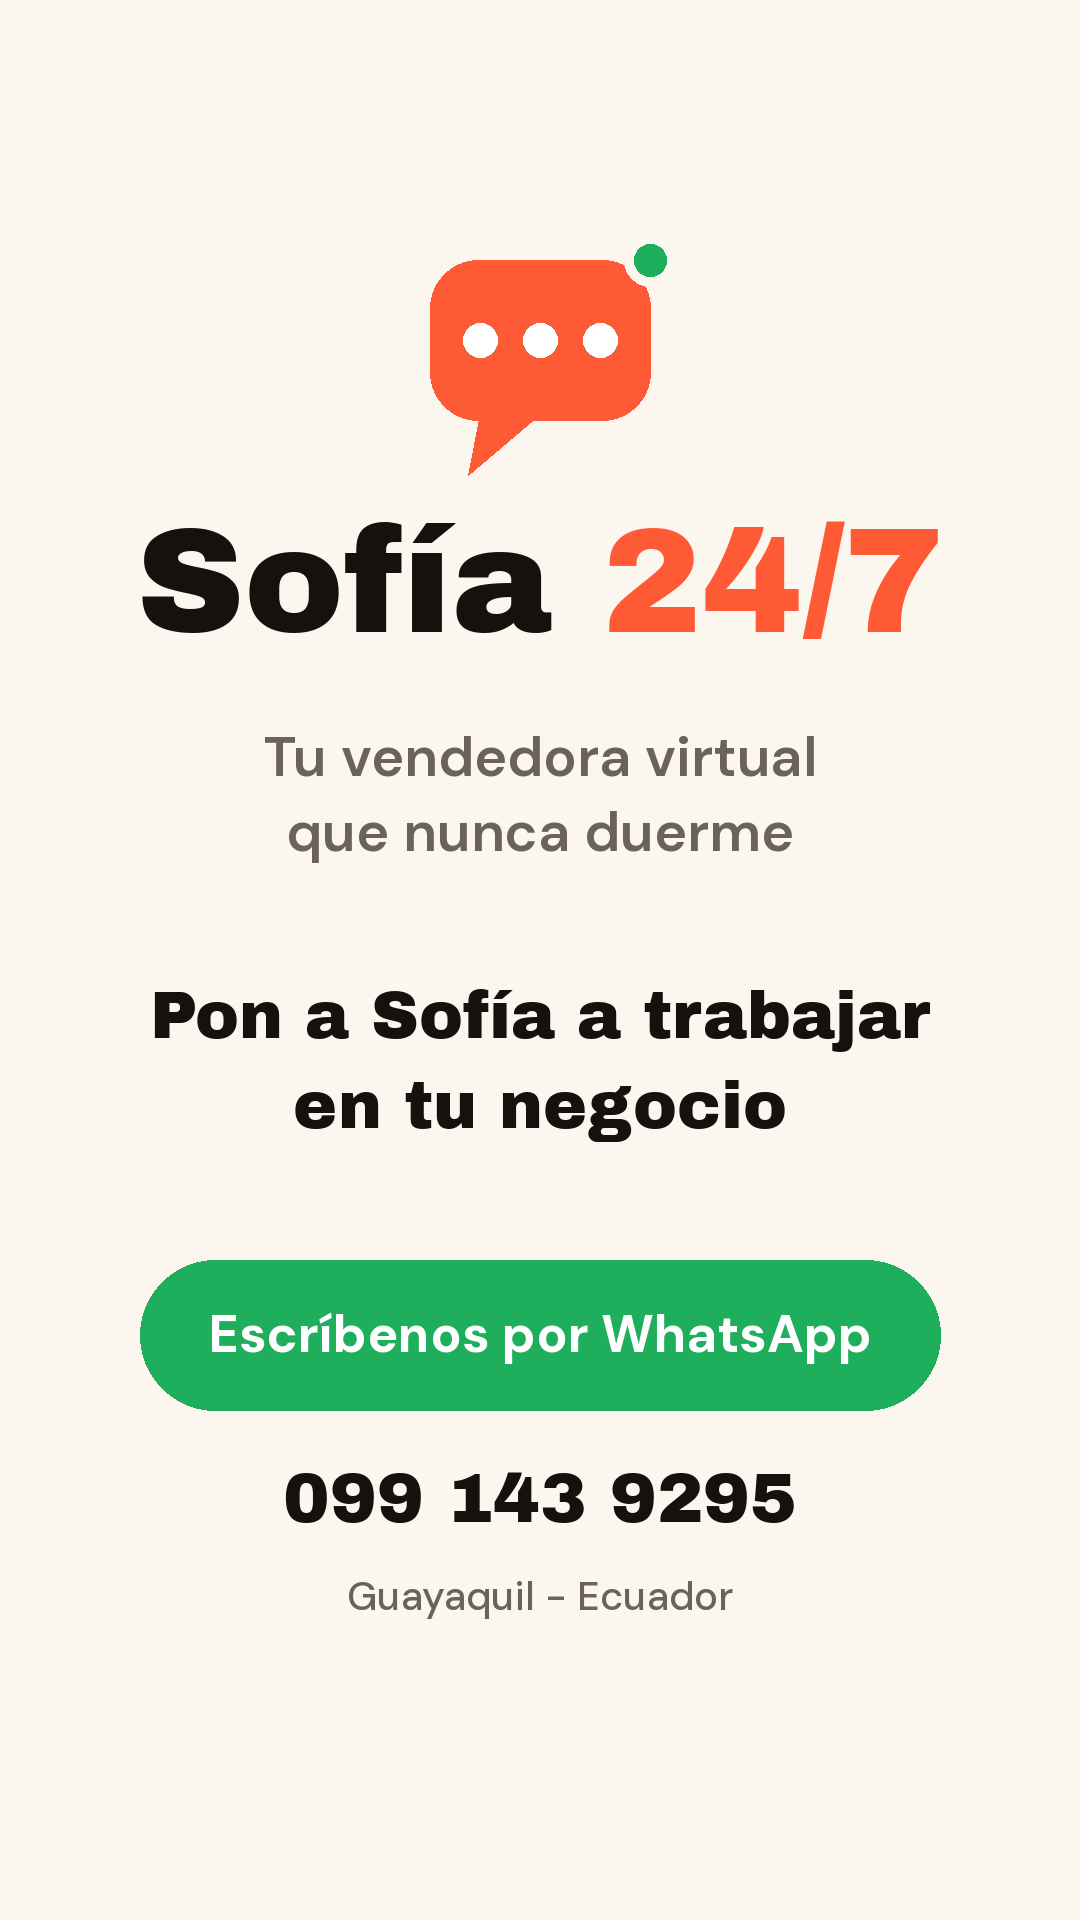 Sofía 24/7
Tu vendedora virtual
que nunca duerme
Pon a Sofía a trabajar
en tu negocio
Escríbenos por WhatsApp
099 143 9295
Guayaquil - Ecuador